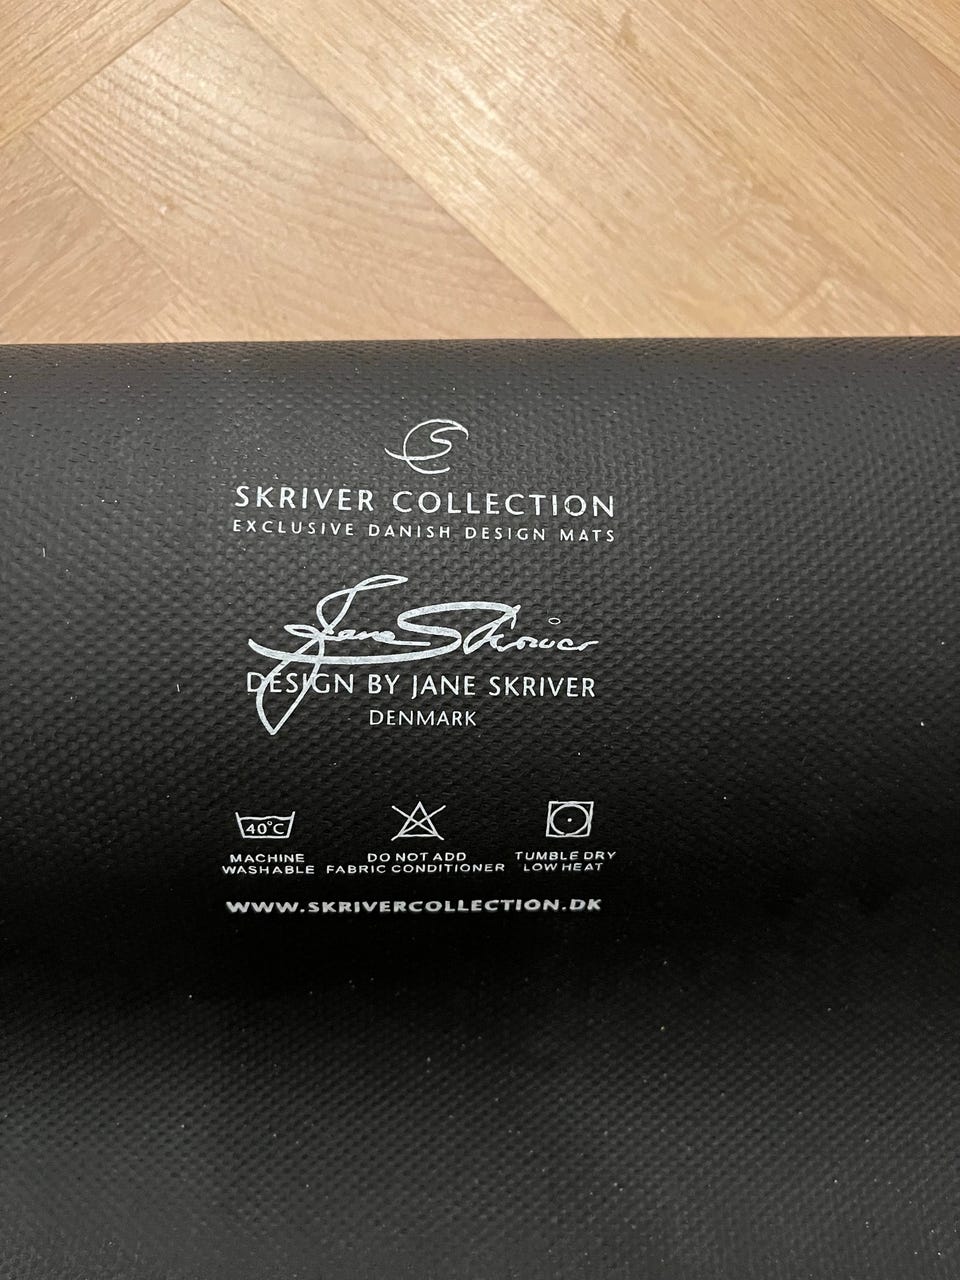 SKRIVER COLLECTION
EXCLUSIVE DANISH DESIGN MATS
Jane Skriver
DESIGN BY JANE SKRIVER
DENMARK
40°C
MACHINE WASHABLE
DO NOT ADD FABRIC CONDITIONER
TUMBLE DRY LOW HEAT
WWW.SKRIVERCOLLECTION.DK